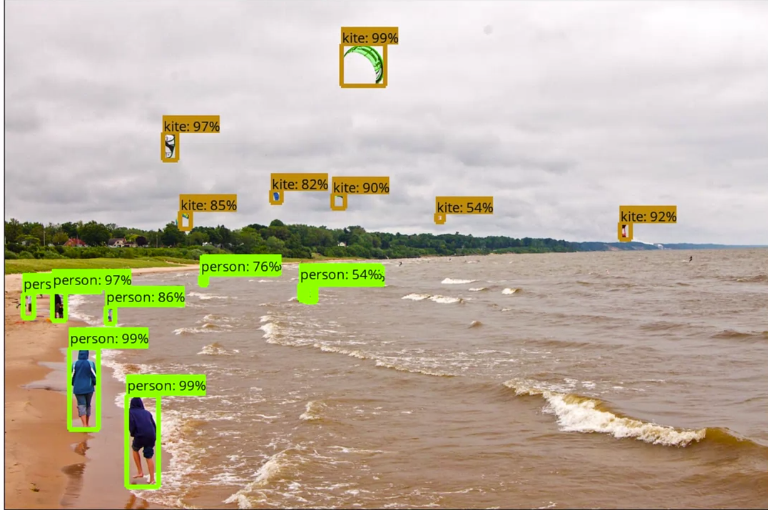 kite: 99%
kite: 97%
kite: 82%
kite: 90%
kite: 85%
kite: 54%
kite: 92%
person: 76%
person: 54%
pers
person: 97%
person: 86%
person: 99%
person: 99%